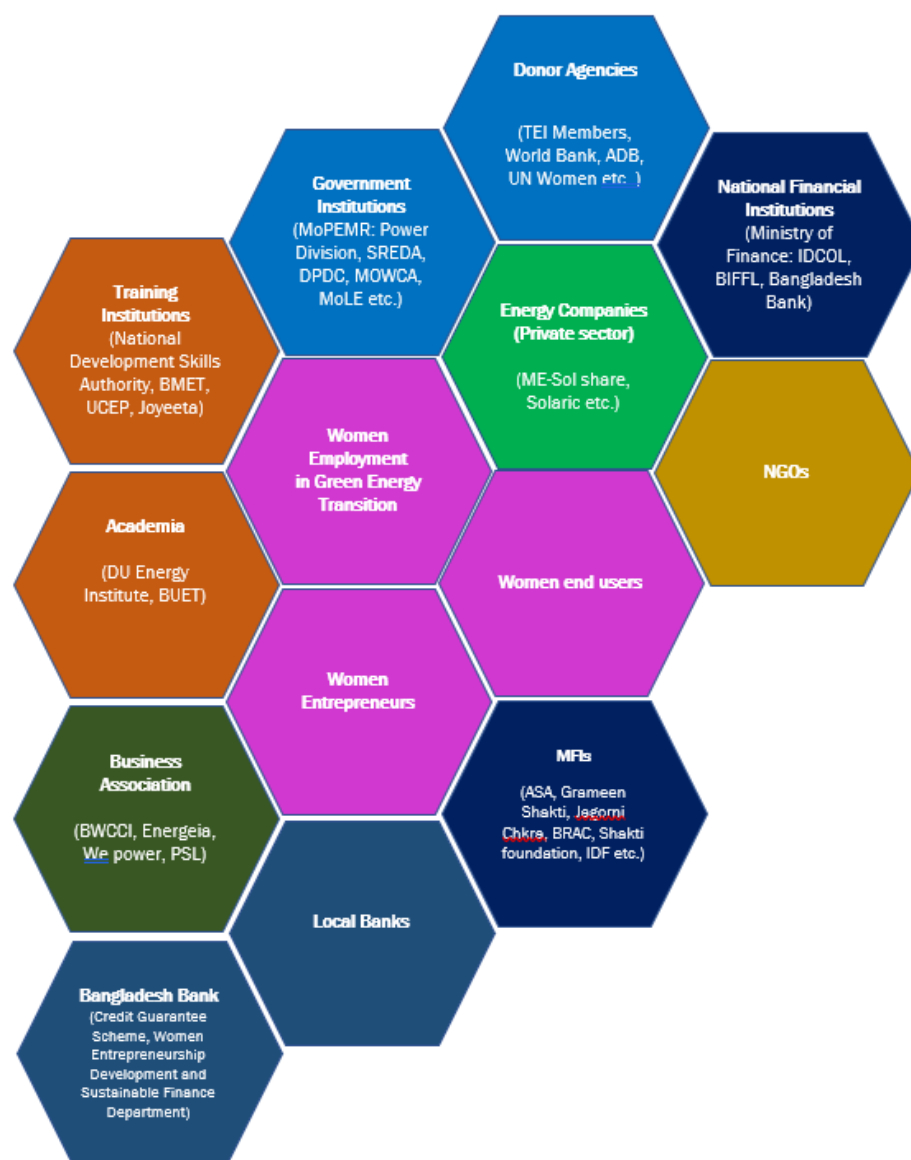 Donor Agencies
(TEI Members,
World Bank, ADB,
UN Women etc. )
Government
Institutions
(MoPEMR: Power
Division, SREDA,
DPDC, MOWCA,
MoLE etc.)
National Financial
Institutions
(Ministry of
Finance: IDCOL,
BIFFL, Bangladesh
Bank)
Training
Institutions
(National
Development Skills
Authority, BMET,
UCEP, Joyeeta)
Energy Companies
(Private sector)
(ME-Sol share,
Solaric etc.)
Women
Employment
in Green Energy
Transition
NGOs
Academia
(DU Energy
Institute, BUET)
Women end users
Women
Entrepreneurs
Business
Association
(BWCCI, Energeia,
We power, PSL)
MFIs
(ASA, Grameen
Shakti, Jagorni
Chkra, BRAC, Shakti
foundation, IDF etc.)
Local Banks
Bangladesh Bank
(Credit Guarantee
Scheme, Women
Entrepreneurship
Development and
Sustainable Finance
Department)